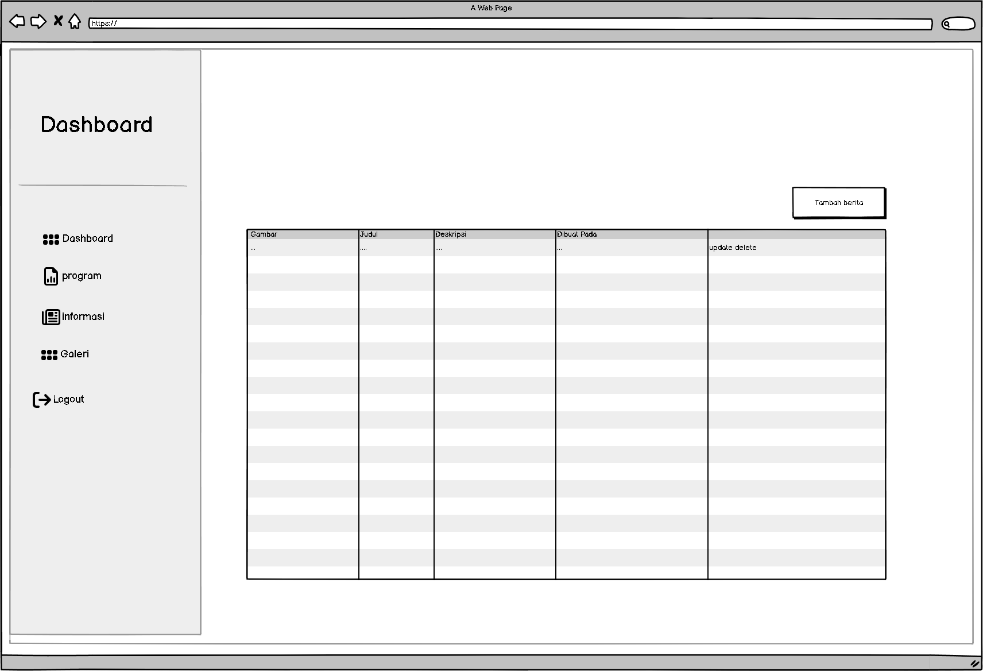 A Web Page
https://
Dashboard
Dashboard
program
informasi
Galeri
Logout
Tambah berita
Gambar Judul Deskripsi Dibuat Pada
... ... ... ... update delete